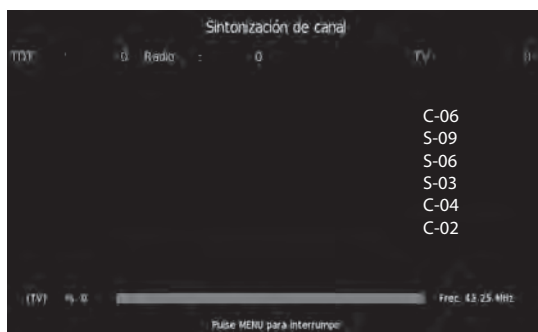 Sintonización de canal
TDT : 0 Radio : 0 TV
C-06
S-09
S-06
S-03
C-04
C-02
(TV) % 0 Frec. 43.25 MHz
Pulse MENU para interrumpe